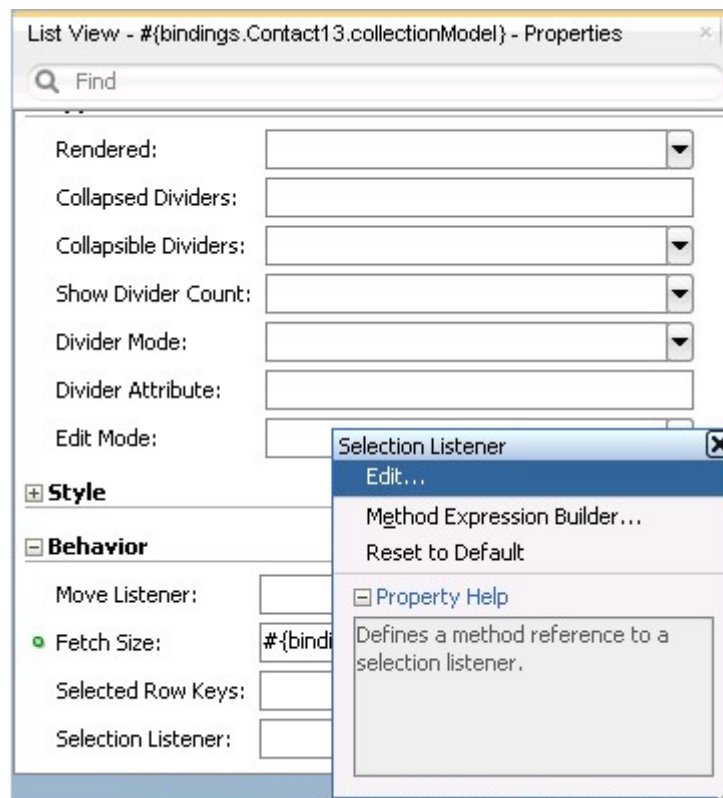 List View - #{bindings.Contact13.collectionModel} - Properties
Find
Rendered:
Collapsed Dividers:
Collapsible Dividers:
Show Divider Count:
Divider Mode:
Divider Attribute:
Edit Mode:
Style
Behavior
Move Listener:
Fetch Size: #{bindi
Selected Row Keys:
Selection Listener:
Selection Listener
Edit...
Method Expression Builder...
Reset to Default
Property Help
Defines a method reference to a
selection listener.